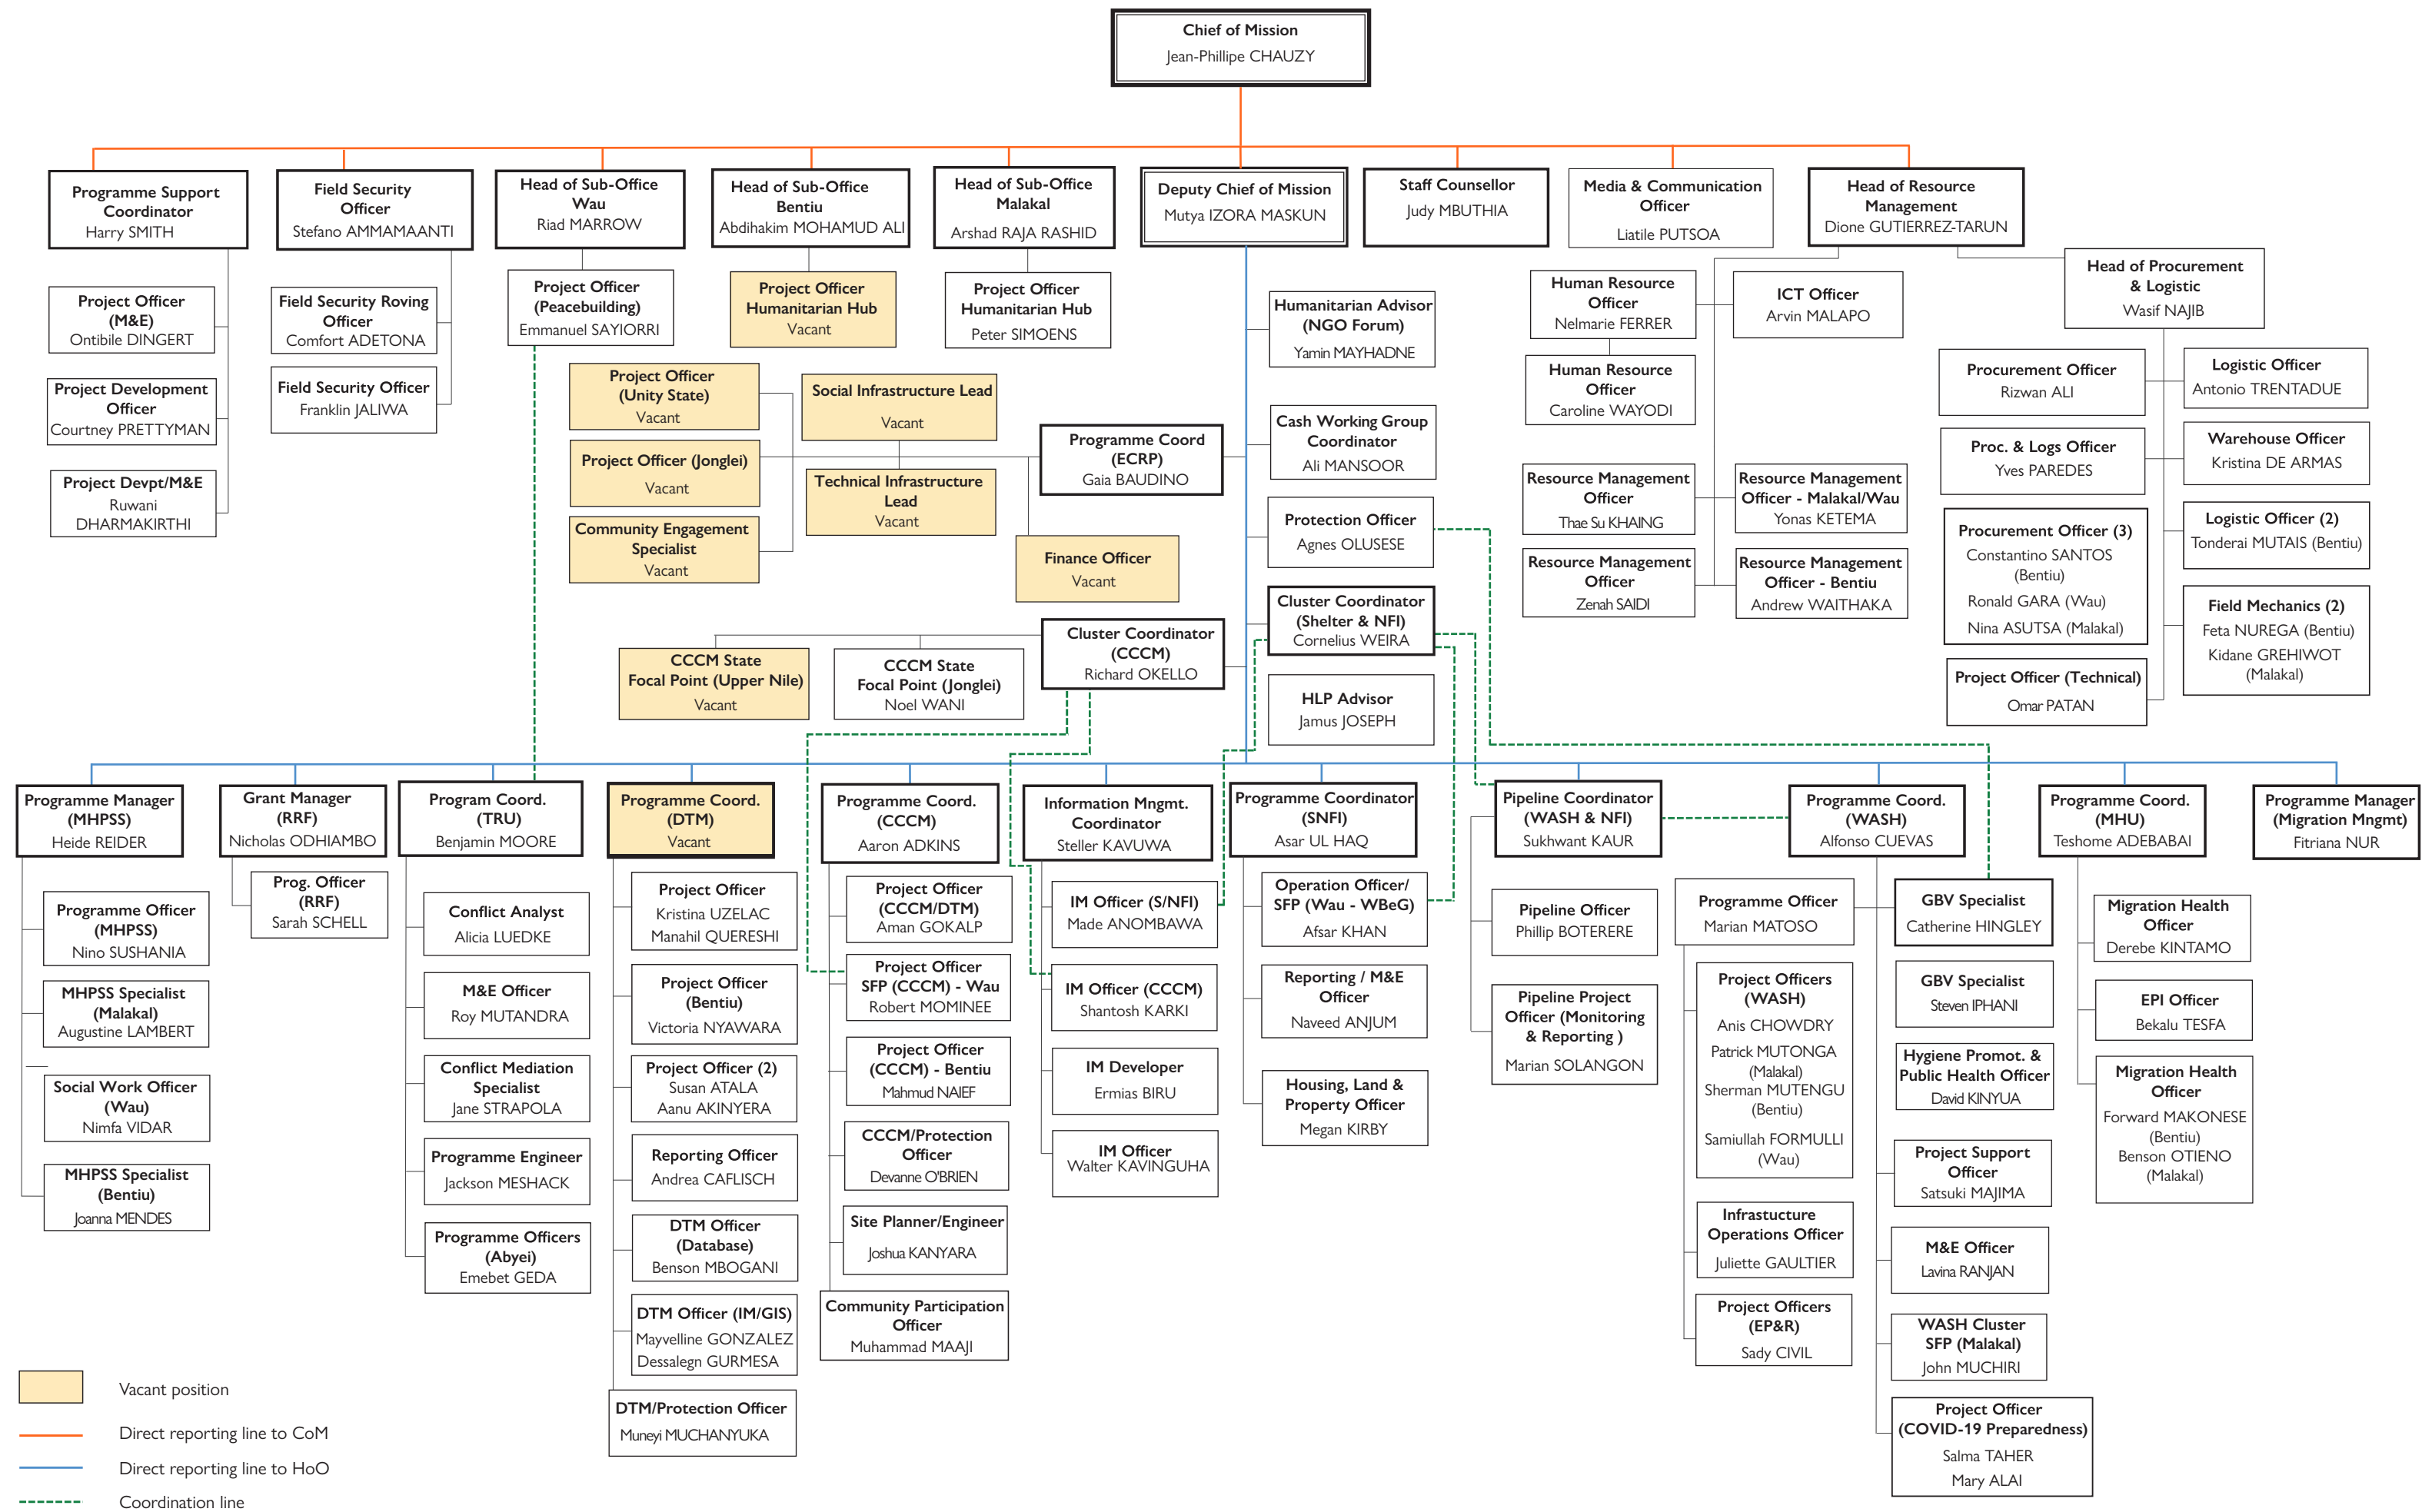 Chief of Mission
Jean-Phillipe CHAUZY
Programme Support
Coordinator
Harry SMITH
Field Security
Officer
Stefano AMMAMAANTI
Head of Sub-Office
Wau
Riad MARROW
Head of Sub-Office
Bentiu
Abdihakim MOHAMUD ALI
Head of Sub-Office
Malakal
Arshad RAJA RASHID
Deputy Chief of Mission
Mutya IZORA MASKUN
Staff Counsellor
Judy MBUTHIA
Media & Communication
Officer
Liatile PUTSOA
Head of Resource
Management
Dione GUTIERREZ-TARUN
Project Officer
(M&E)
Ontibile DINGERT
Project Development
Officer
Courtney PRETTYMAN
Project Devpt/M&E
Ruwani
DHARMAKIRTHI
Field Security Roving
Officer
Comfort ADETONA
Field Security Officer
Franklin JALIWA
Project Officer
(Peacebuilding)
Emmanuel SAYIORRI
Project Officer
Humanitarian Hub
Vacant
Project Officer
Humanitarian Hub
Peter SIMOENS
Project Officer
(Unity State)
Vacant
Social Infrastructure Lead
Vacant
Project Officer (Jonglei)
Vacant
Technical Infrastructure
Lead
Vacant
Community Engagement
Specialist
Vacant
Programme Coord
(ECRP)
Gaia BAUDINO
Finance Officer
Vacant
Cluster Coordinator
(CCCM)
Richard OKELLO
CCCM State
Focal Point (Upper Nile)
Vacant
CCCM State
Focal Point (Jonglei)
Noel WANI
Humanitarian Advisor
(NGO Forum)
Yamin MAYHADNE
Cash Working Group
Coordinator
Ali MANSOOR
Protection Officer
Agnes OLUSESE
Cluster Coordinator
(Shelter & NFI)
Cornelius WEIRA
HLP Advisor
Jamus JOSEPH
Human Resource
Officer
Nelmarie FERRER
Human Resource
Officer
Caroline WAYODI
ICT Officer
Arvin MALAPO
Resource Management
Officer
Thae Su KHAING
Resource Management
Officer - Malakal/Wau
Yonas KETEMA
Resource Management
Officer
Zenah SAIDI
Resource Management
Officer - Bentiu
Andrew WAITHAKA
Head of Procurement
& Logistic
Wasif NAJIB
Procurement Officer
Rizwan ALI
Logistic Officer
Antonio TRENTADUE
Proc. & Logs Officer
Yves PAREDES
Warehouse Officer
Kristina DE ARMAS
Procurement Officer (3)
Constantino SANTOS
(Bentiu)
Ronald GARA (Wau)
Nina ASUTSA (Malakal)
Logistic Officer (2)
Tonderai MUTAIS (Bentiu)
Field Mechanics (2)
Feta NUREGA (Bentiu)
Kidane GREHIWOT
(Malakal)
Project Officer (Technical)
Omar PATAN
Programme Manager
(MHPSS)
Heide REIDER
Grant Manager
(RRF)
Nicholas ODHIAMBO
Program Coord.
(TRU)
Benjamin MOORE
Programme Coord.
(DTM)
Vacant
Programme Coord.
(CCCM)
Aaron ADKINS
Information Mngmt.
Coordinator
Steller KAVUWA
Programme Coordinator
(SNFI)
Asar UL HAQ
Pipeline Coordinator
(WASH & NFI)
Sukhwant KAUR
Programme Coord.
(WASH)
Alfonso CUEVAS
Programme Coord.
(MHU)
Teshome ADEBABAI
Programme Manager
(Migration Mngmt)
Fitriana NUR
Programme Officer
(MHPSS)
Nino SUSHANIA
MHPSS Specialist
(Malakal)
Augustine LAMBERT
Social Work Officer
(Wau)
Nimfa VIDAR
MHPSS Specialist
(Bentiu)
Joanna MENDES
Prog. Officer
(RRF)
Sarah SCHELL
Conflict Analyst
Alicia LUEDKE
M&E Officer
Roy MUTANDRA
Conflict Mediation
Specialist
Jane STRAPOLA
Programme Engineer
Jackson MESHACK
Programme Officers
(Abyei)
Emebet GEDA
Project Officer
Kristina UZELAC
Manahil QUERESHI
Project Officer
(Bentiu)
Victoria NYAWARA
Project Officer (2)
Susan ATALA
Aanu AKINYERA
Reporting Officer
Andrea CAFLISCH
DTM Officer
(Database)
Benson MBOGANI
DTM Officer (IM/GIS)
Mayvelline GONZALEZ
Dessalegn GURMESA
DTM/Protection Officer
Muneyi MUCHANYUKA
Project Officer
(CCCM/DTM)
Aman GOKALP
Project Officer
SFP (CCCM) - Wau
Robert MOMINEE
Project Officer
(CCCM) - Bentiu
Mahmud NAIEF
CCCM/Protection
Officer
Devanne O'BRIEN
Site Planner/Engineer
Joshua KANYARA
Community Participation
Officer
Muhammad MAAJI
IM Officer (S/NFI)
Made ANOMBAWA
IM Officer (CCCM)
Shantosh KARKI
IM Developer
Ermias BIRU
IM Officer
Walter KAVINGUHA
Operation Officer/
SFP (Wau - WBeG)
Afsar KHAN
Reporting / M&E
Officer
Naveed ANJUM
Housing, Land &
Property Officer
Megan KIRBY
Pipeline Officer
Phillip BOTERERE
Pipeline Project
Officer (Monitoring
& Reporting )
Marian SOLANGON
Programme Officer
Marian MATOSO
Project Officers
(WASH)
Anis CHOWDRY
Patrick MUTONGA
(Malakal)
Sherman MUTENGU
(Bentiu)
Samiullah FORMULLI
(Wau)
Infrastucture
Operations Officer
Juliette GAULTIER
Project Officers
(EP&R)
Sady CIVIL
GBV Specialist
Catherine HINGLEY
GBV Specialist
Steven IPHANI
Hygiene Promot. &
Public Health Officer
David KINYUA
Project Support
Officer
Satsuki MAJIMA
M&E Officer
Lavina RANJAN
WASH Cluster
SFP (Malakal)
John MUCHIRI
Project Officer
(COVID-19 Preparedness)
Salma TAHER
Mary ALAI
Migration Health
Officer
Derebe KINTAMO
EPI Officer
Bekalu TESFA
Migration Health
Officer
Forward MAKONESE
(Bentiu)
Benson OTIENO
(Malakal)
Vacant position
Direct reporting line to CoM
Direct reporting line to HoO
Coordination line